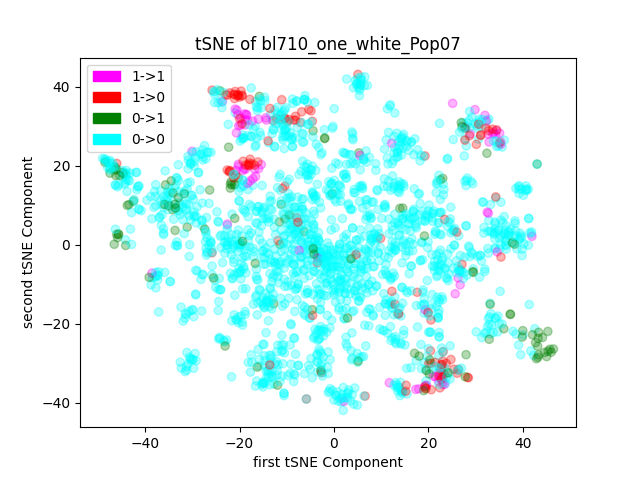 tSNE of bl710_one_white_Pop07
1->1
1->0
0->1
0->0
second tSNE Component
40
20
0
−20
−40
−40 −20 0 20 40
first tSNE Component